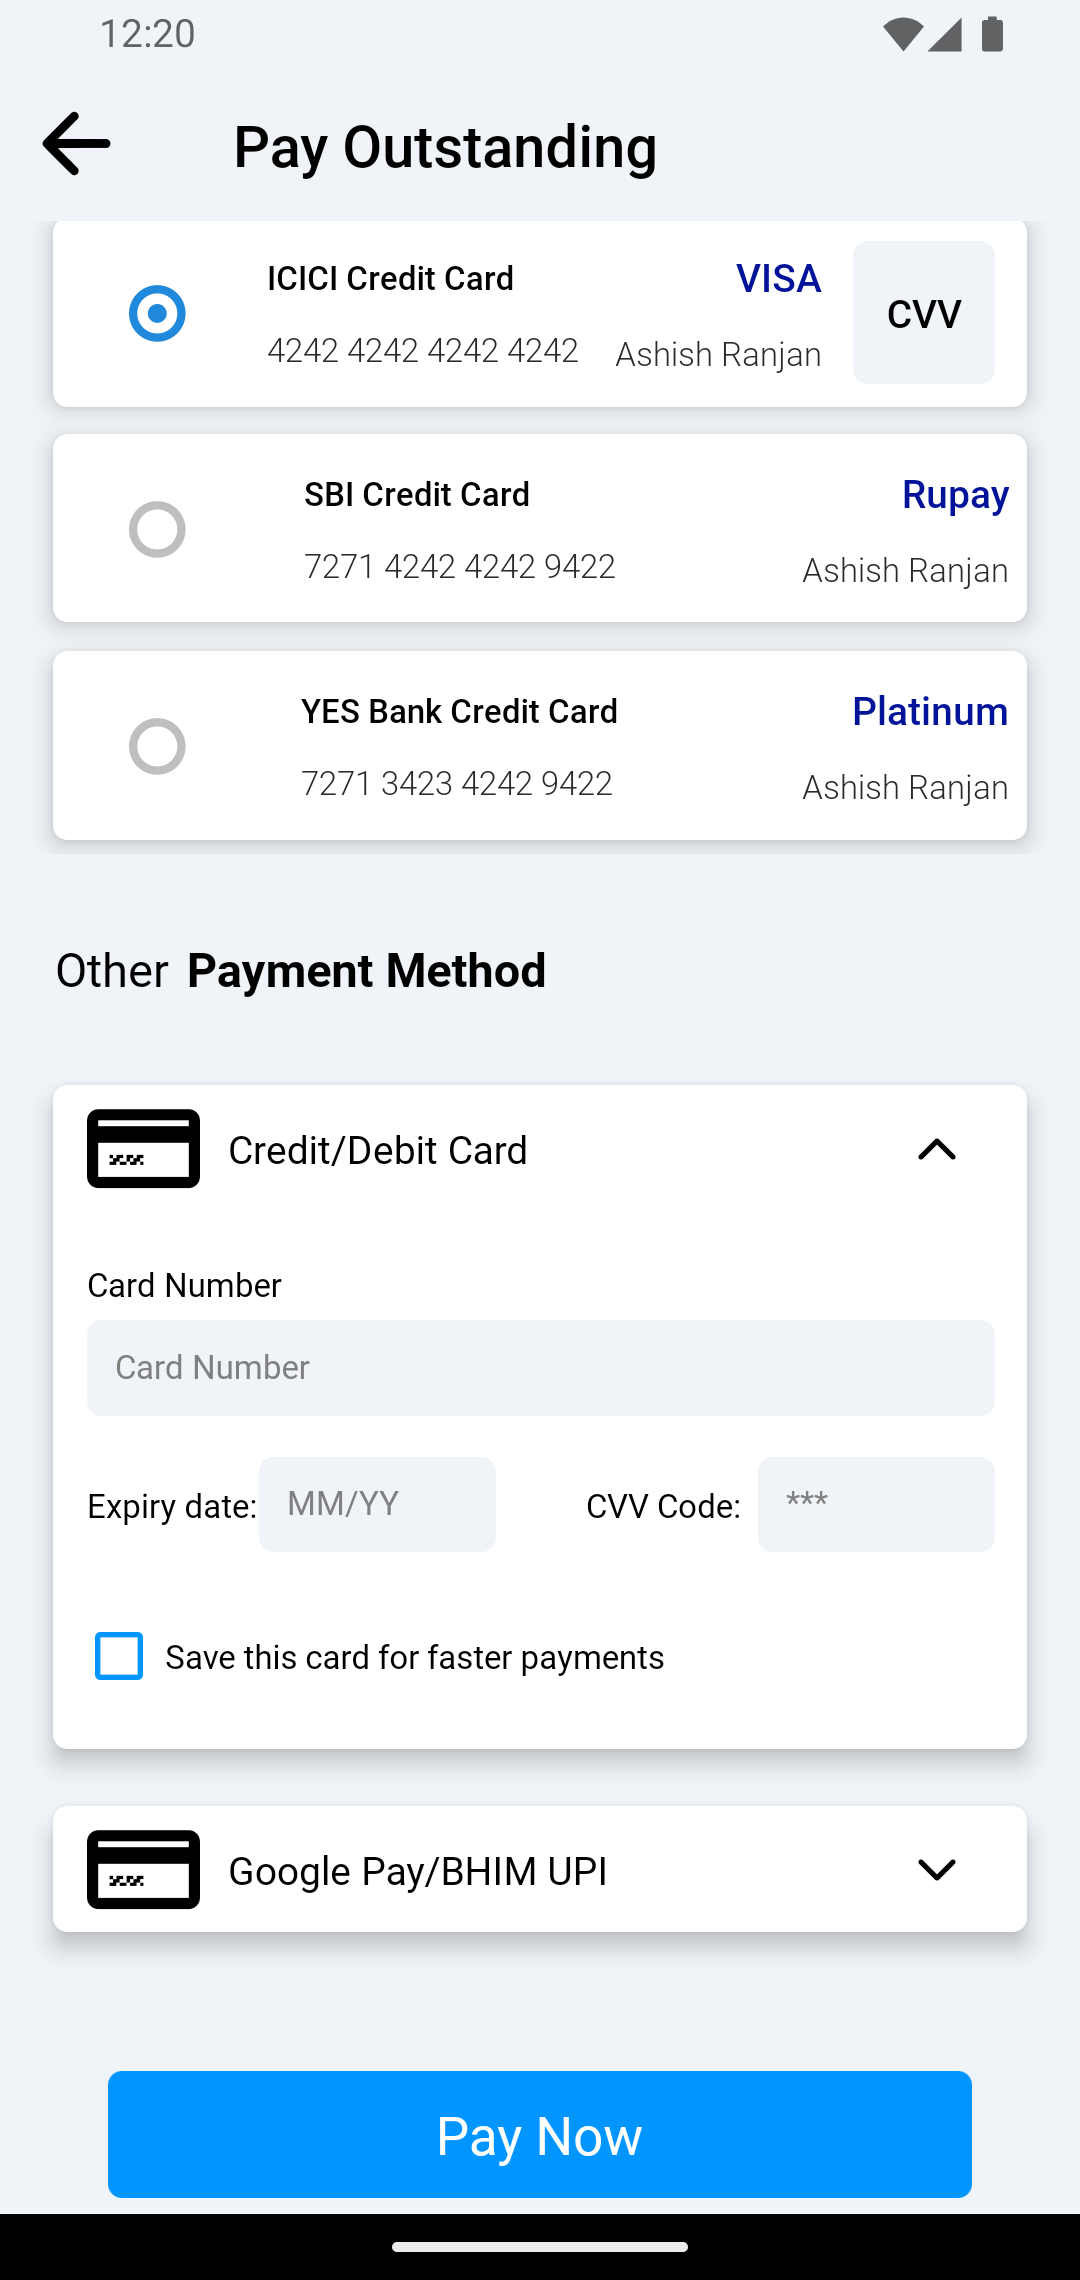 12:20
Pay Outstanding
ICICI Credit Card VISA
CVV
4242 4242 4242 4242 Ashish Ranjan
SBI Credit Card Rupay
7271 4242 4242 9422 Ashish Ranjan
YES Bank Credit Card Platinum
7271 3423 4242 9422 Ashish Ranjan
Other Payment Method
Credit/Debit Card
Card Number
Card Number
Expiry date: MM/YY CVV Code: ***
Save this card for faster payments
Google Pay/BHIM UPI
Pay Now